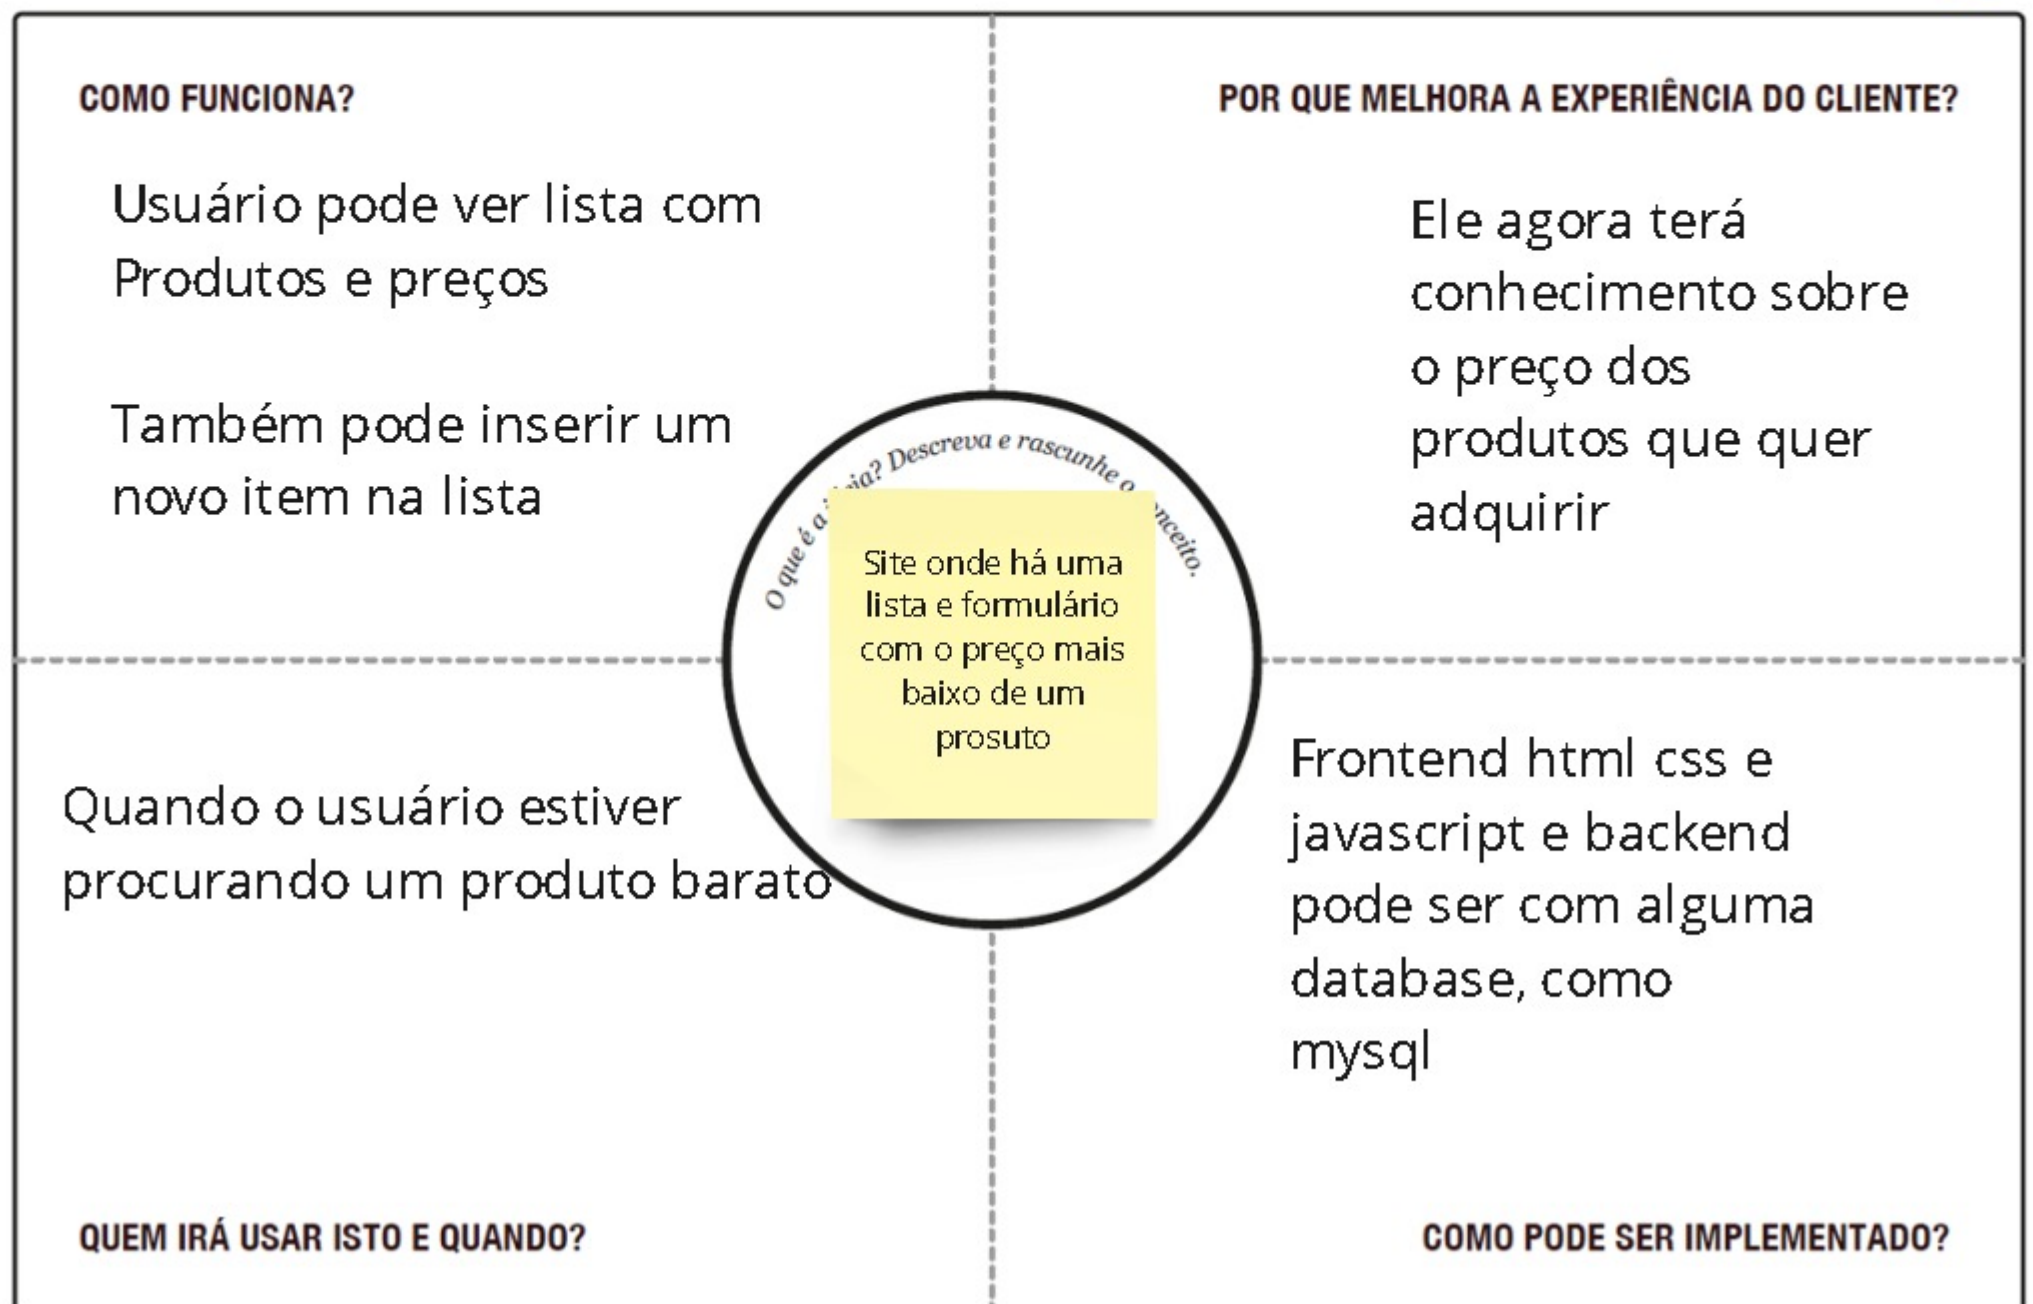 COMO FUNCIONA?
Usuário pode ver lista com
Produtos e preços
Também pode inserir um
novo item na lista
POR QUE MELHORA A EXPERIÊNCIA DO CLIENTE?
Ele agora terá
conhecimento sobre
o preço dos
produtos que quer
adquirir
O que é a ideia? Descreva e rascunhe o conceito.
Site onde há uma
lista e formulário
com o preço mais
baixo de um
prosuto
Quando o usuário estiver
procurando um produto barato
QUEM IRÁ USAR ISTO E QUANDO?
Frontend html css e
javascript e backend
pode ser com alguma
database, como
mysql
COMO PODE SER IMPLEMENTADO?